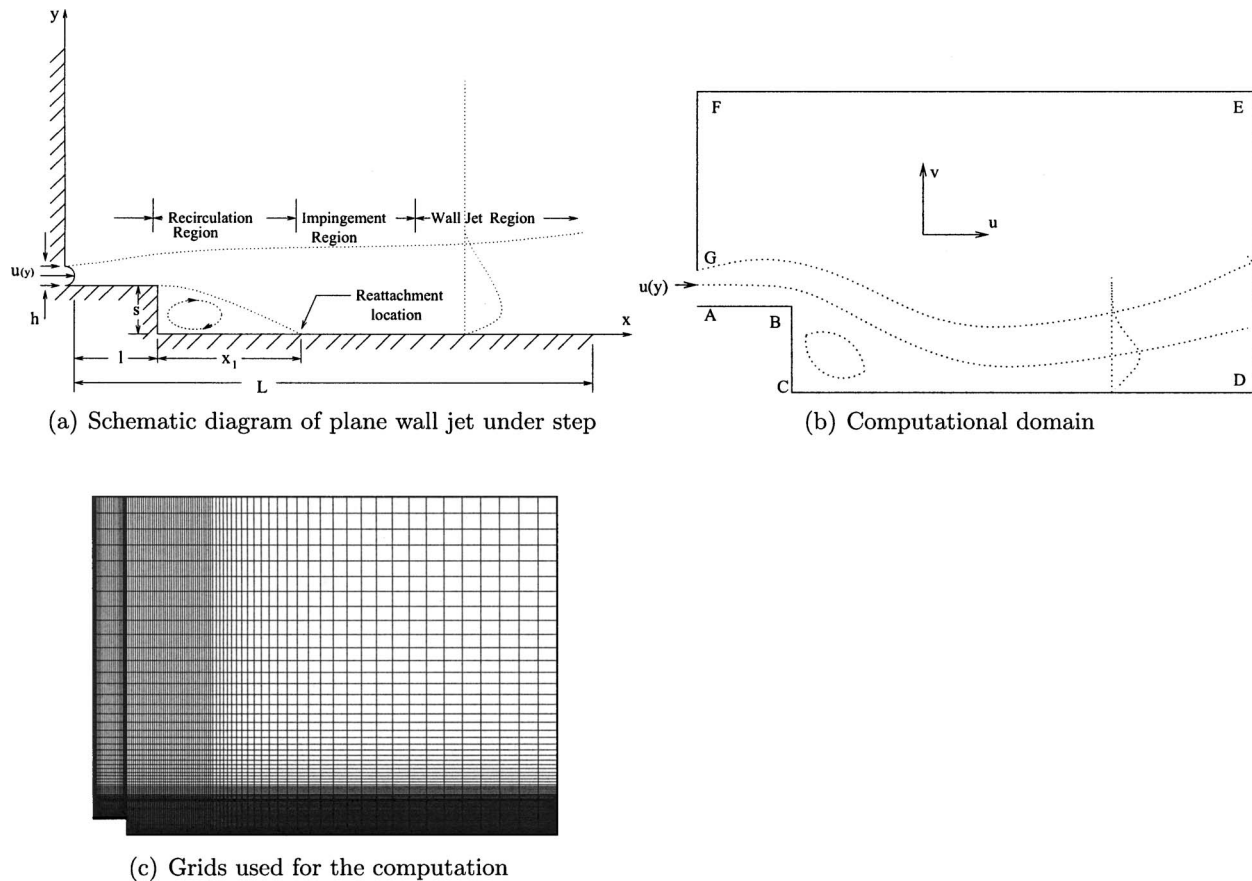 y
Recirculation Region
Impingement Region
Wall Jet Region
u(y)
h
s
Reattachment location
x
l
x1
L
(a) Schematic diagram of plane wall jet under step
F
E
v
u
G
u(y)
A
B
C
D
(b) Computational domain
(c) Grids used for the computation